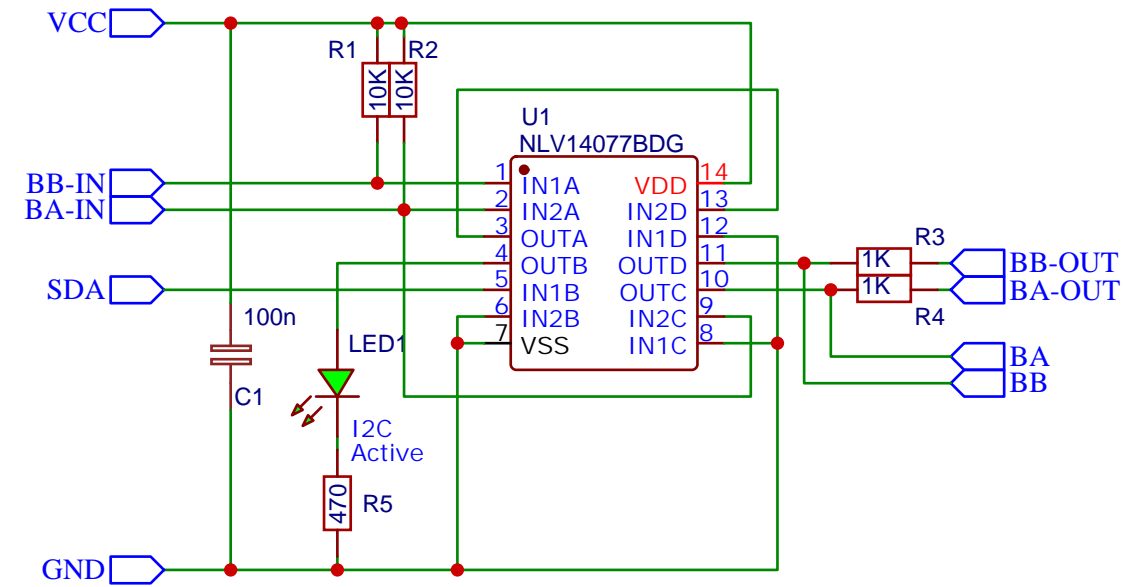 VCC
R1 R2
10K 10K
U1
NLV14077BDG
BB-IN
BA-IN
SDA
GND
1 IN1A
2 IN2A
3 OUTA
4 OUTB
5 IN1B
6 IN2B
7 VSS
VDD 14
IN2D 13
IN1D 12
OUTD 11
OUTC 10
IN2C 9
IN1C 8
R3
1K
BB-OUT
1K
BA-OUT
R4
BA
BB
100n
C1
LED1
I2C
Active
470
R5